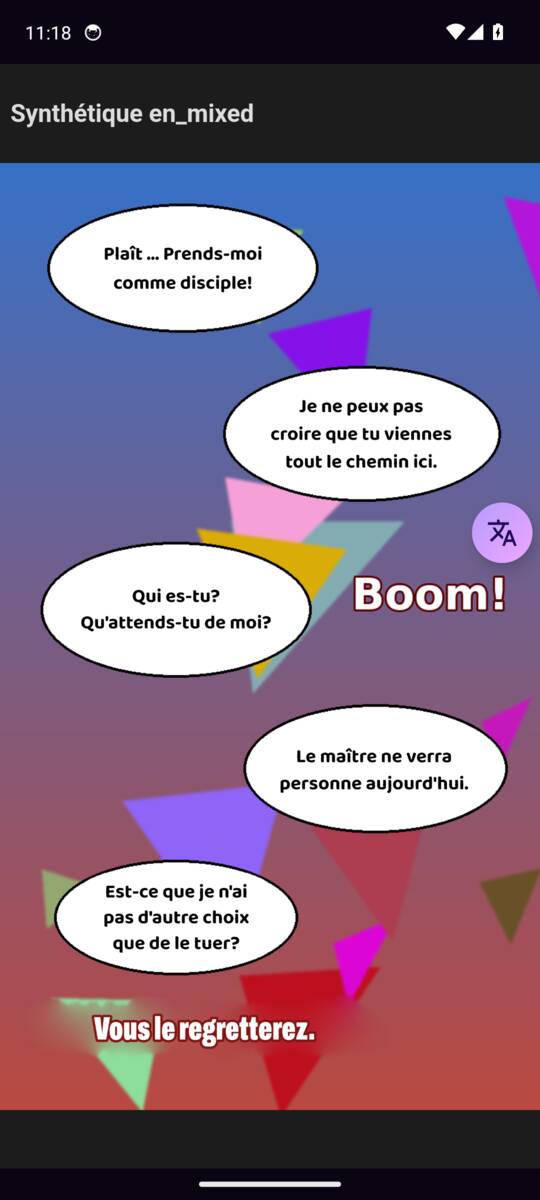 11:18
Synthétique en_mixed
Plaît ... Prends-moi
comme disciple!
Je ne peux pas
croire que tu viennes
tout le chemin ici.
Qui es-tu?
Qu'attends-tu de moi?
Boom!
Le maître ne verra
personne aujourd'hui.
Est-ce que je n'ai
pas d'autre choix
que de le tuer?
Vous le regretterez.